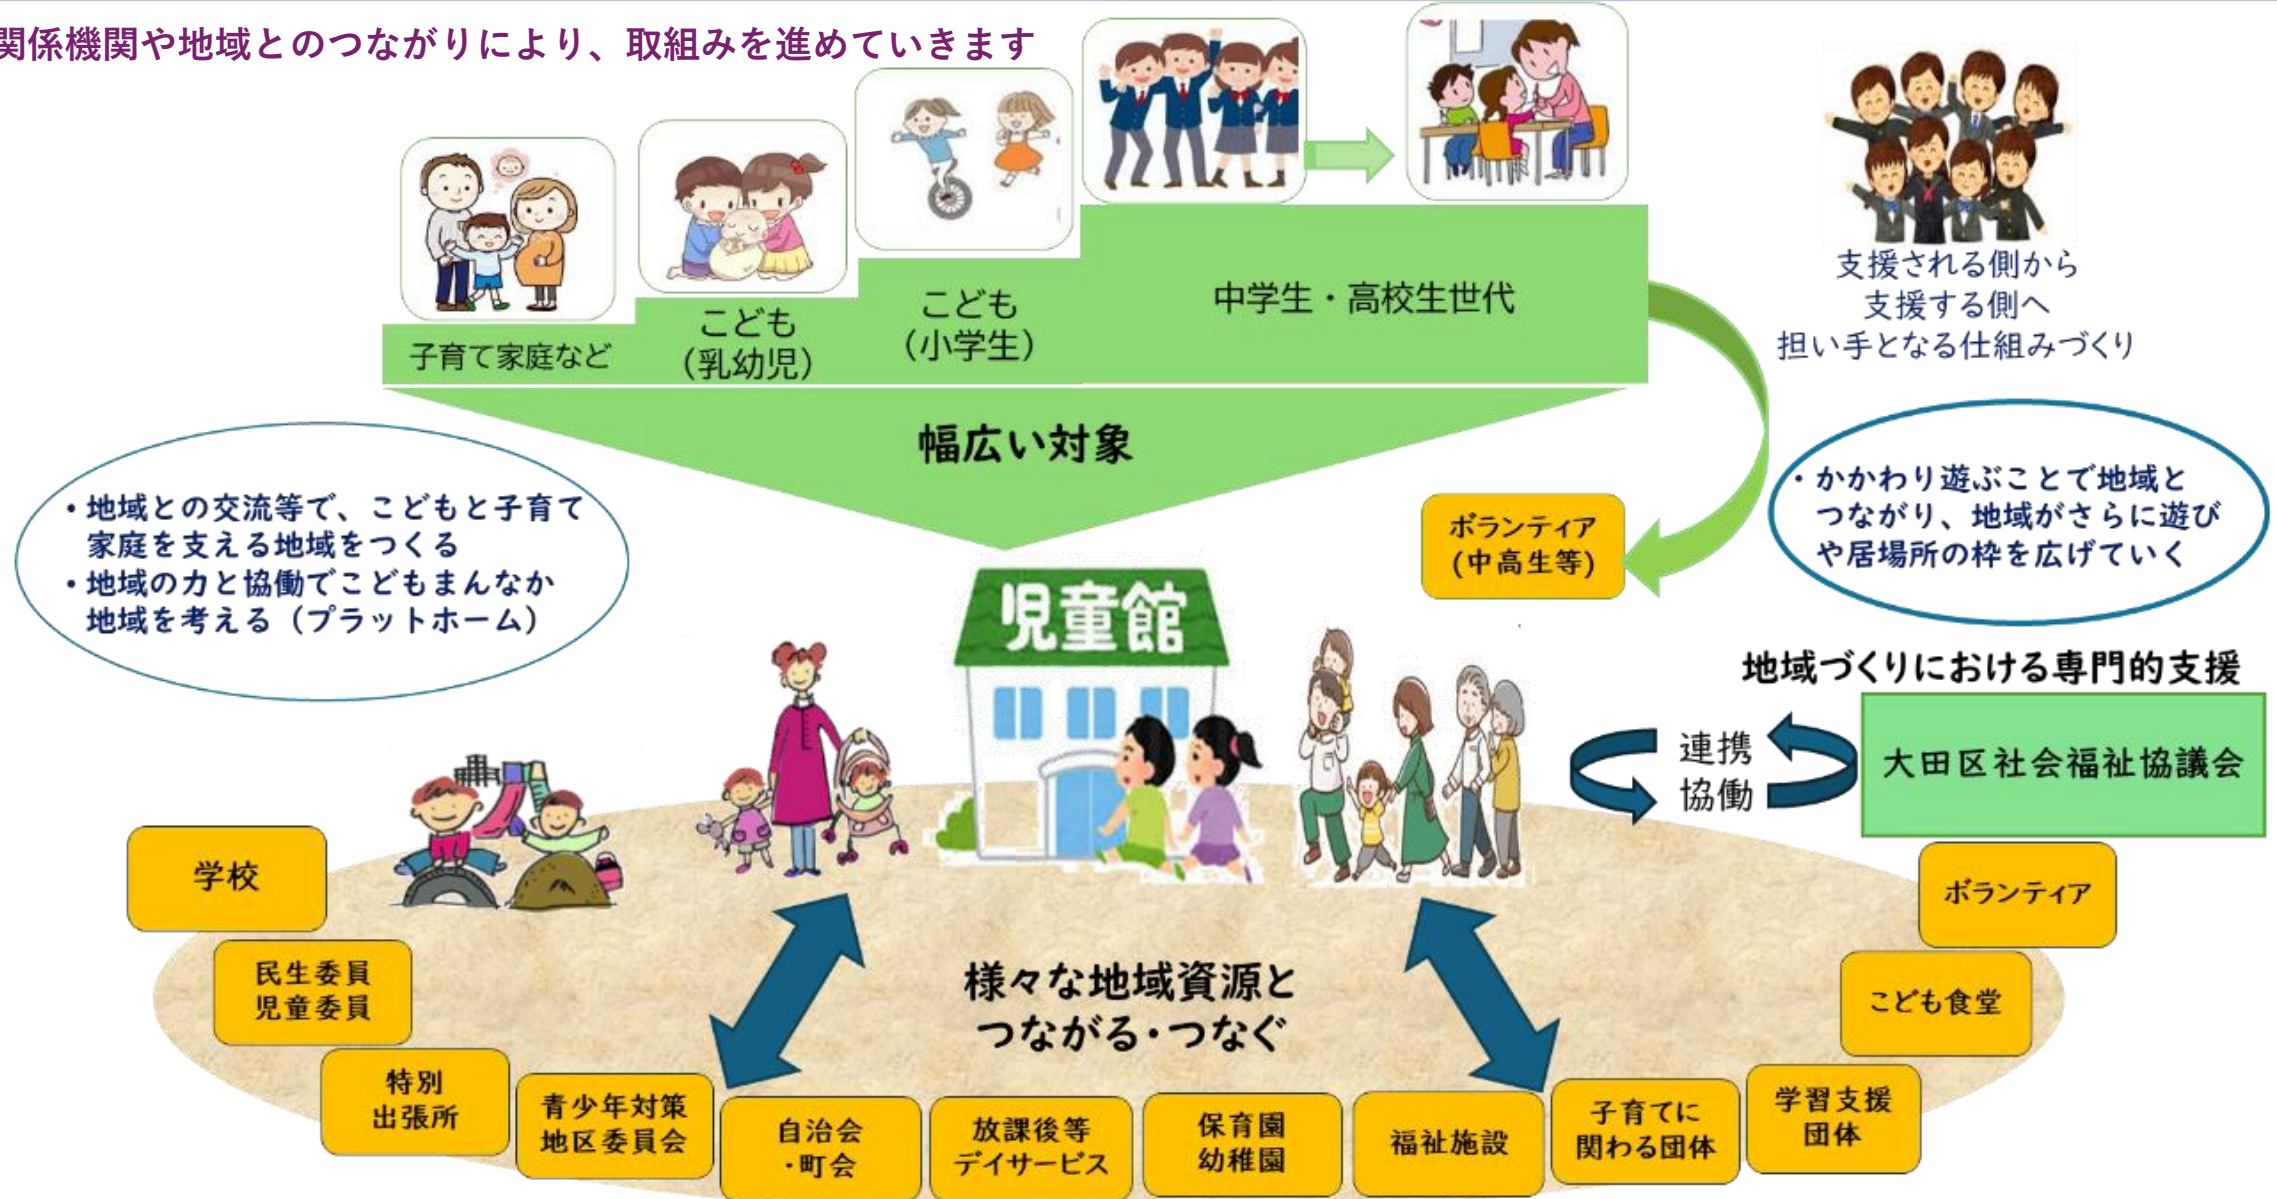 関係機関や地域とのつながりにより、取組みを進めていきます
子育て家庭など
こども
（乳幼児）
こども
（小学生）
中学生・高校生世代
支援される側から
支援する側へ
担い手となる仕組みづくり
幅広い対象
・地域との交流等で、こどもと子育て
家庭を支える地域をつくる
・地域の力と協働でこどもまんなか
地域を考える（プラットホーム）
ボランティア
(中高生等)
・かかわり遊ぶことで地域と
つながり、地域がさらに遊び
や居場所の枠を広げていく
児童館
地域づくりにおける専門的支援
連携
協働
大田区社会福祉協議会
様々な地域資源と
つながる・つなぐ
学校
民生委員
児童委員
特別
出張所
青少年対策
地区委員会
自治会
・町会
放課後等
デイサービス
保育園
幼稚園
福祉施設
子育てに
関わる団体
学習支援
団体
こども食堂
ボランティア